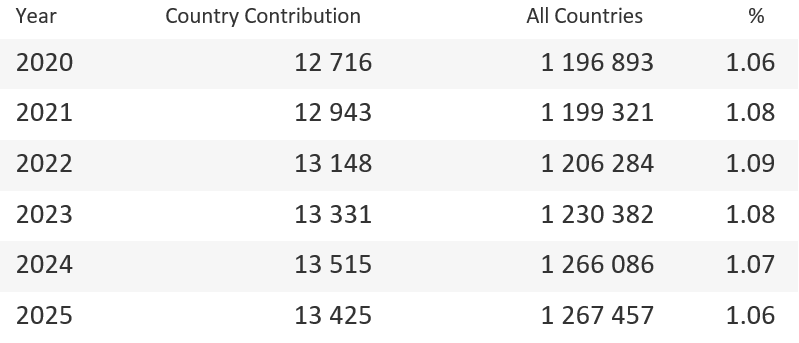 Year Country Contribution All Countries %
2020 12 716 1 196 893 1.06
2021 12 943 1 199 321 1.08
2022 13 148 1 206 284 1.09
2023 13 331 1 230 382 1.08
2024 13 515 1 266 086 1.07
2025 13 425 1 267 457 1.06